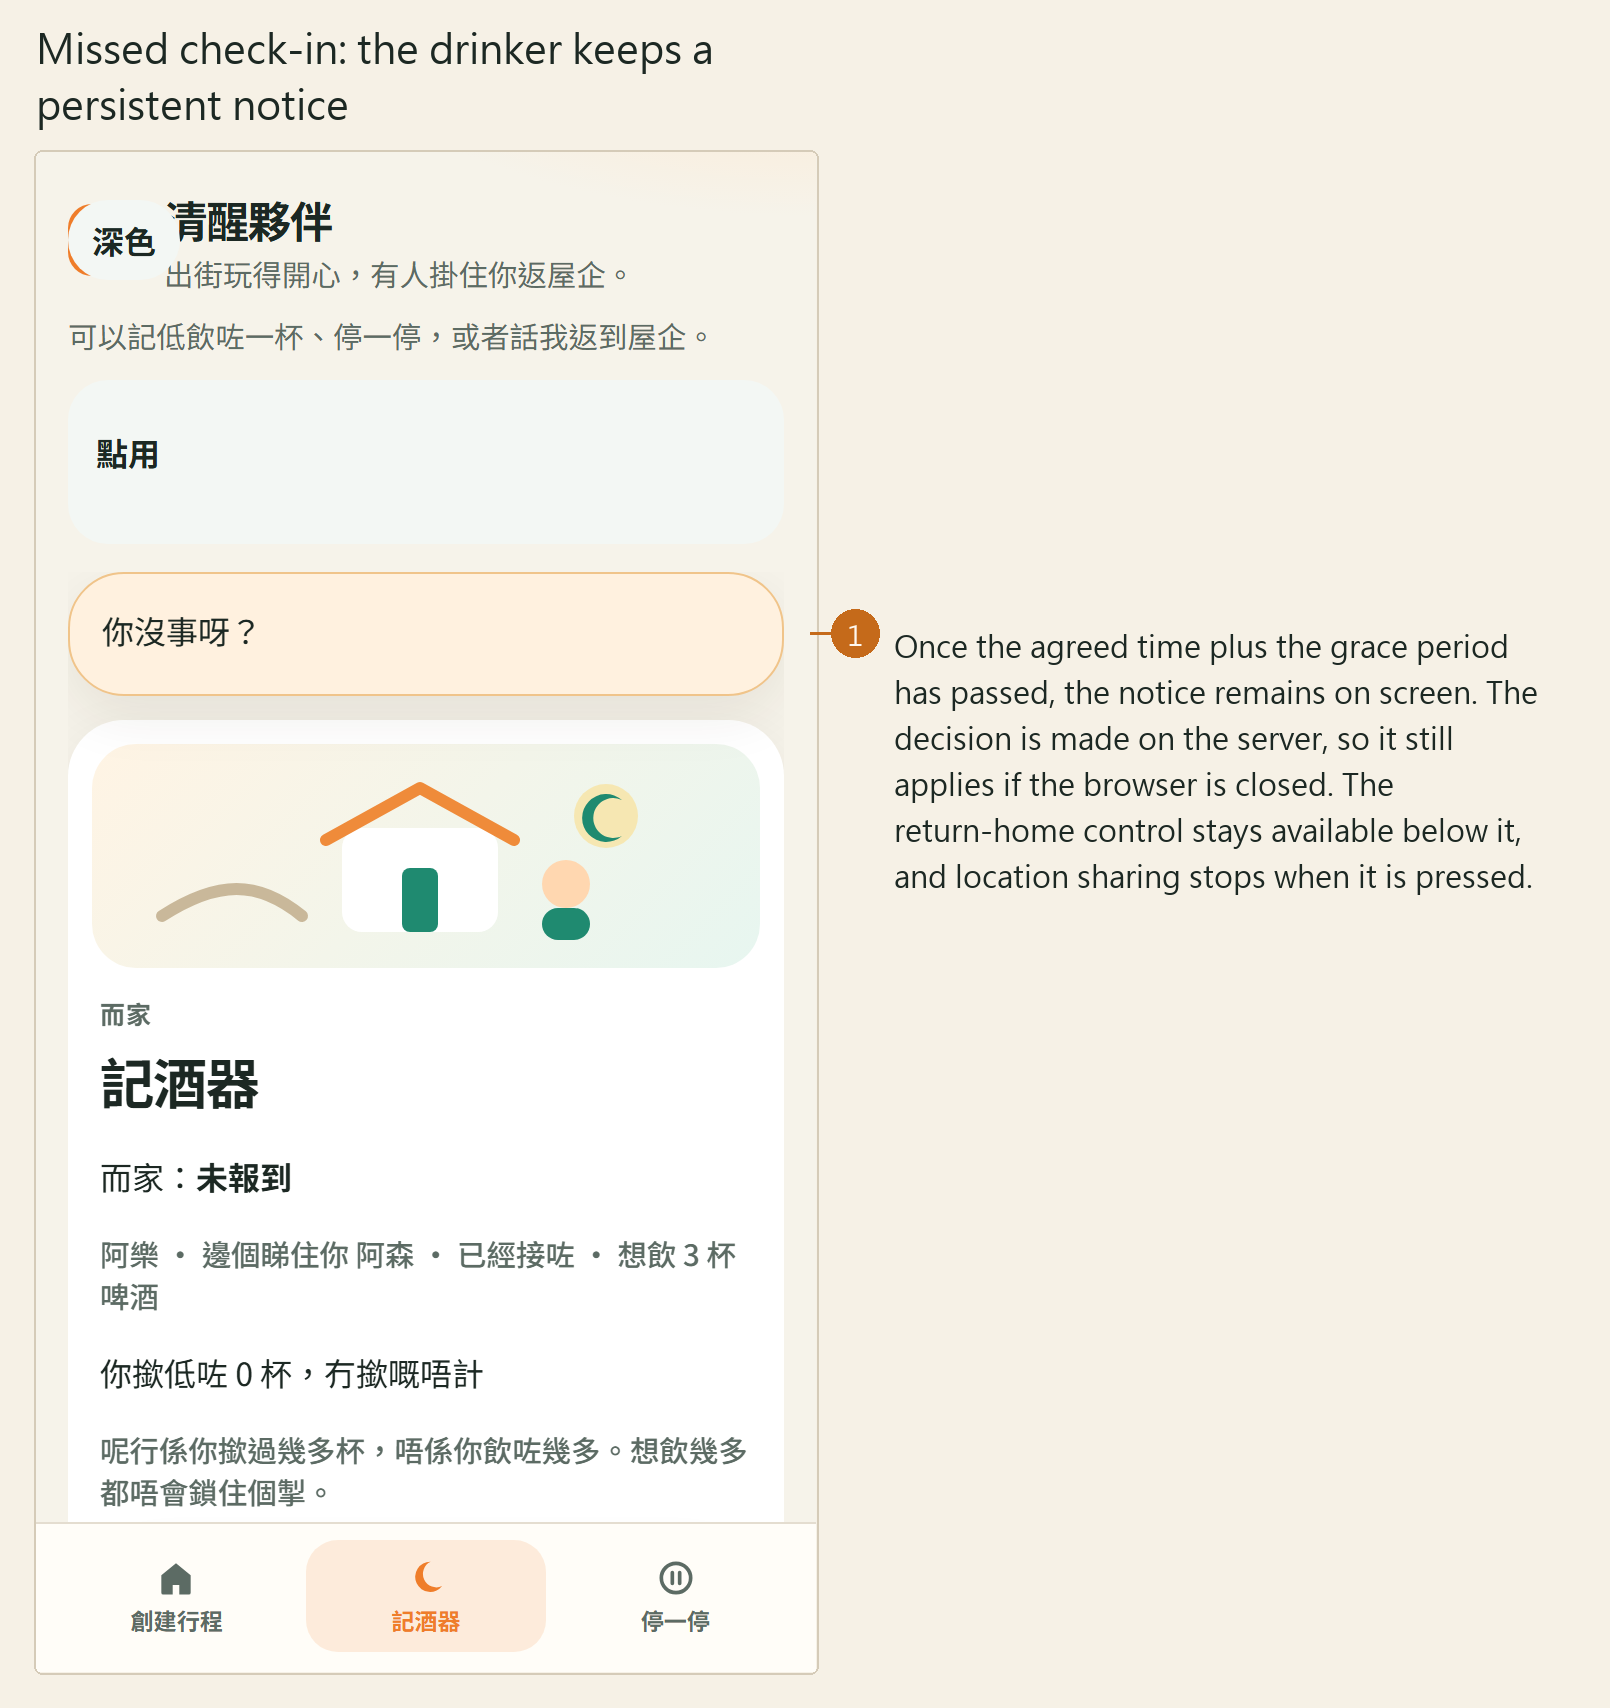 Missed check-in: the drinker keeps a
persistent notice
深色
清醒夥伴
出街玩得開心，有人掛住你返屋企。
可以記低飲咗一杯、停一停，或者話我返到屋企。
點用
你沒事呀？
1
Once the agreed time plus the grace period
has passed, the notice remains on screen. The
decision is made on the server, so it still
applies if the browser is closed. The
return-home control stays available below it,
and location sharing stops when it is pressed.
而家
記酒器
而家：未報到
阿樂 · 邊個睇住你 阿森 · 已經接咗 · 想飲 3 杯
啤酒
你撳低咗 0 杯，冇撳嘅唔計
呢行係你撳過幾多杯，唔係你飲咗幾多。想飲幾多
都唔會鎖住個掣。
創建行程
記酒器
停一停